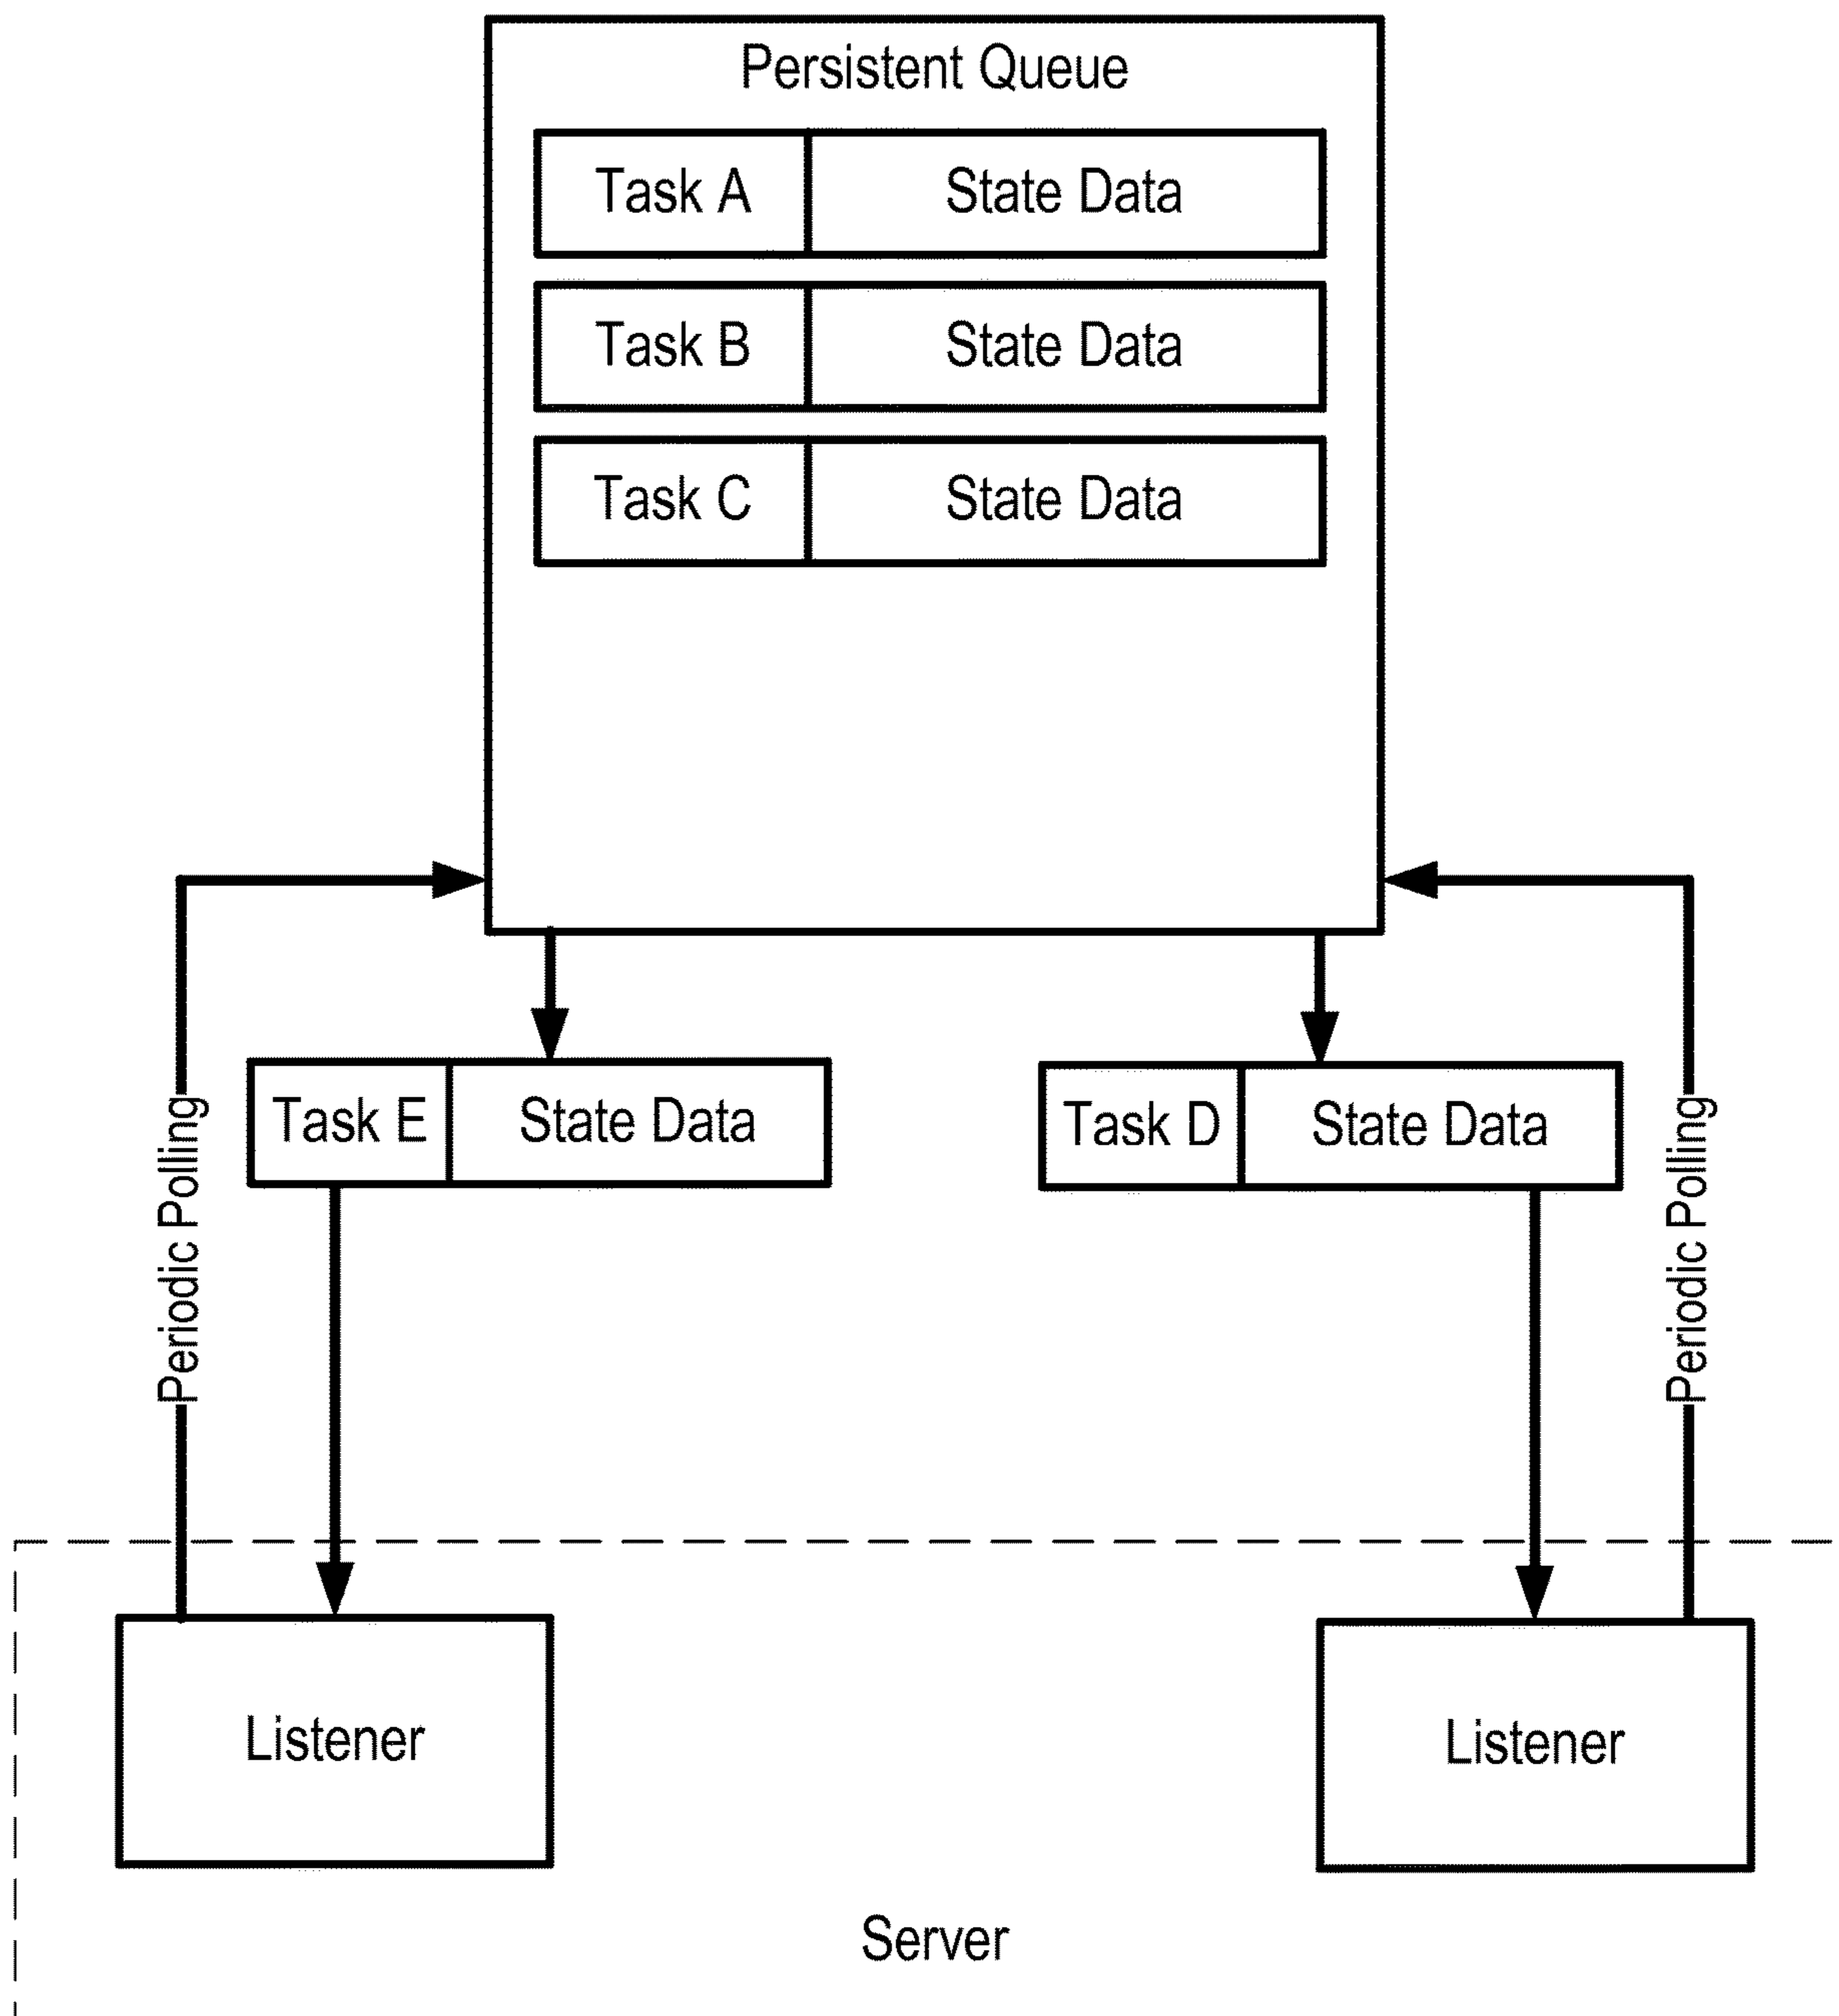 Persistent Queue
Task A State Data
Task B State Data
Task C State Data
Task E State Data
Task D State Data
Periodic Polling
Periodic Polling
Listener
Listener
Server